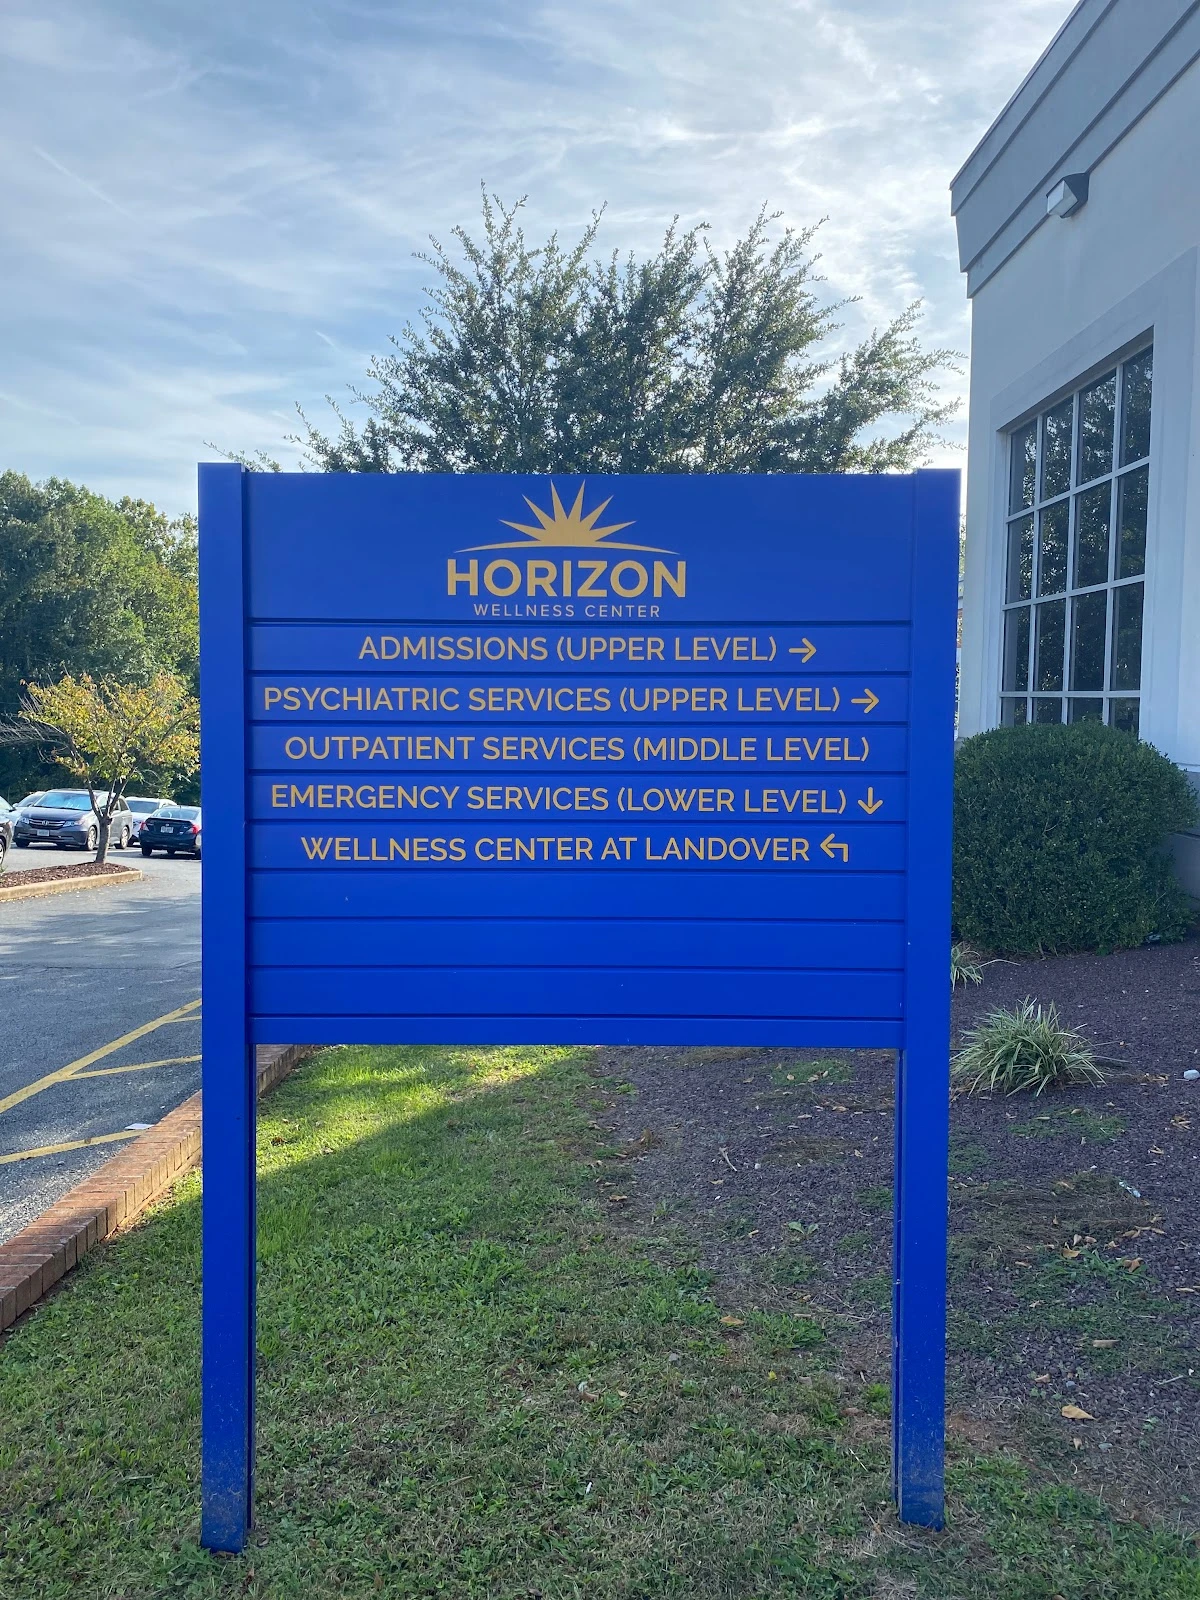 HORIZON
WELLNESS CENTER
ADMISSIONS (UPPER LEVEL) →
PSYCHIATRIC SERVICES (UPPER LEVEL) →
OUTPATIENT SERVICES (MIDDLE LEVEL)
EMERGENCY SERVICES (LOWER LEVEL) ↓
WELLNESS CENTER AT LANDOVER ↰